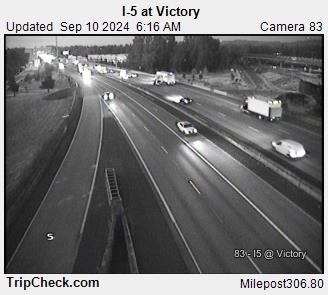 I-5 at Victory
Updated Sep 10 2024 6:16 AM Camera 83
S
83 - I5 @ Victory
TripCheck.com Milepost306.80